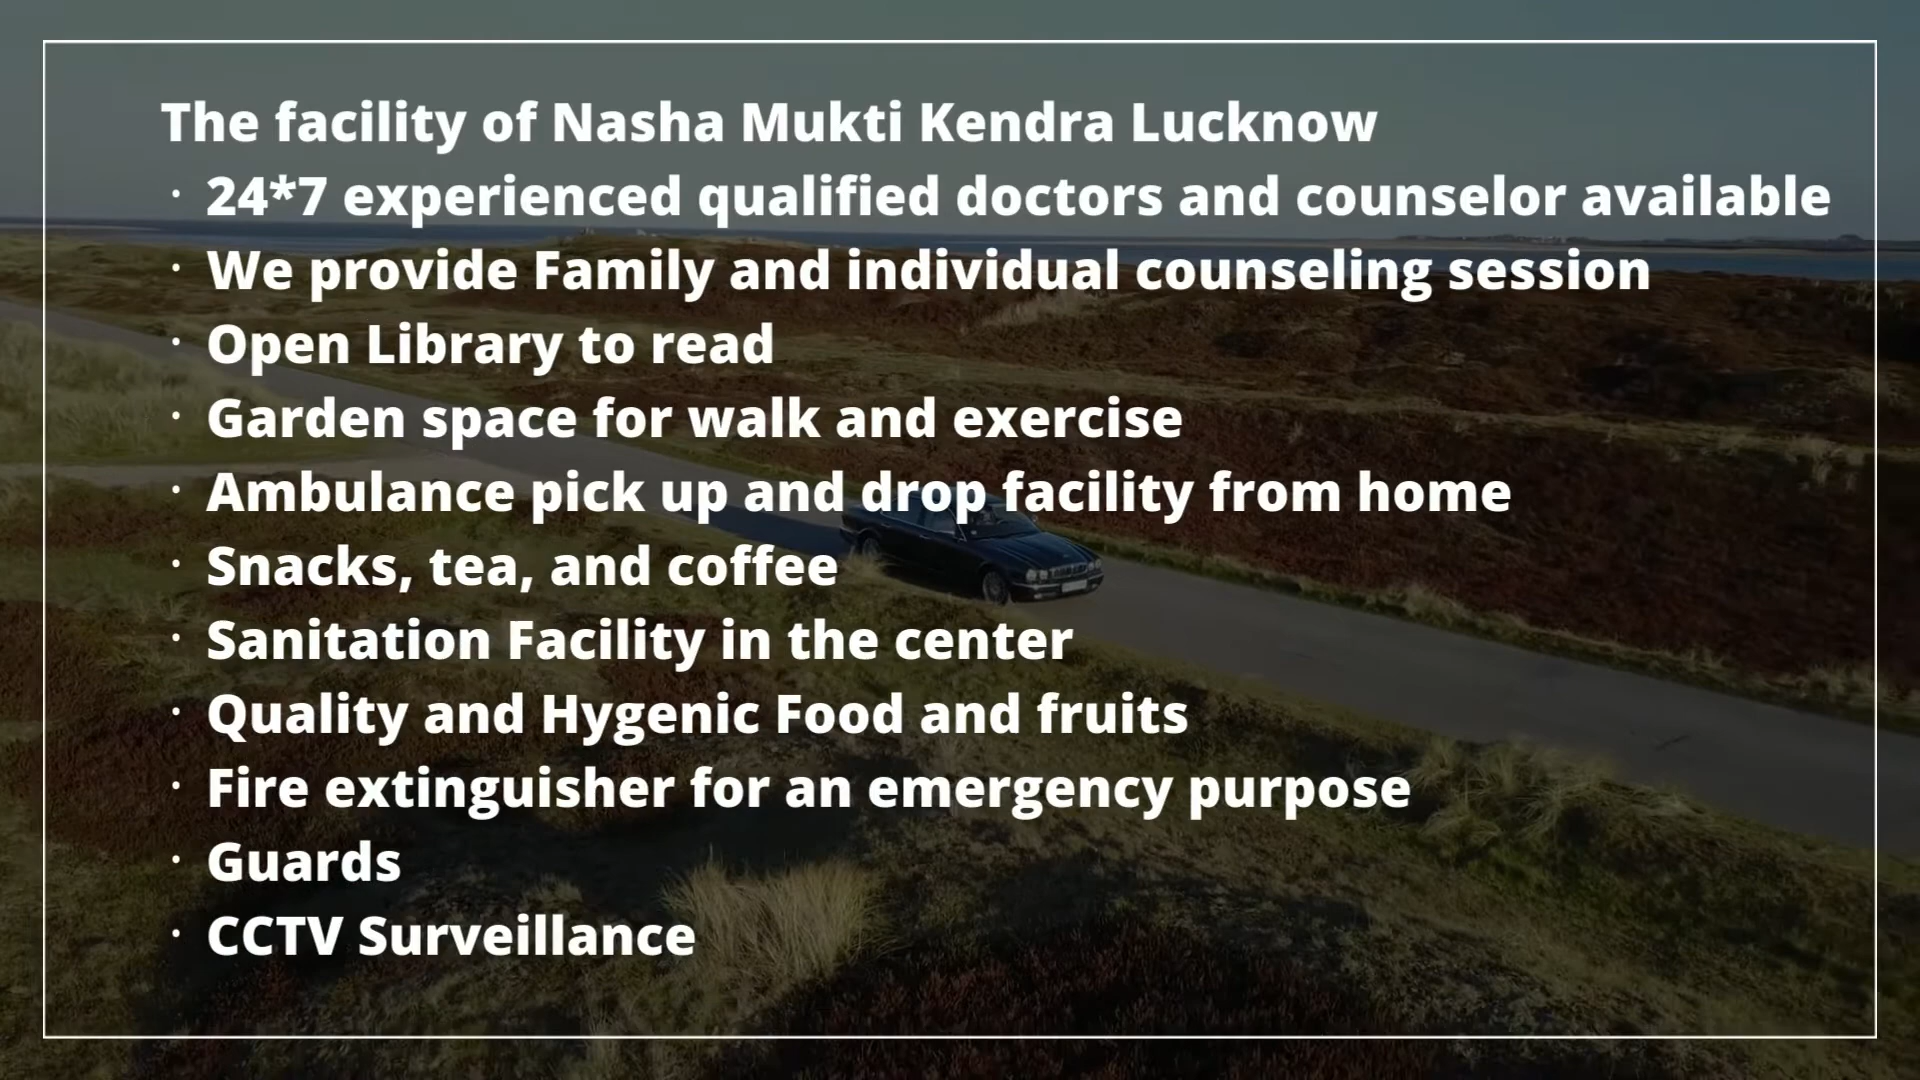 The facility of Nasha Mukti Kendra Lucknow
· 24*7 experienced qualified doctors and counselor available
· We provide Family and individual counseling session
· Open Library to read
· Garden space for walk and exercise
· Ambulance pick up and drop facility from home
· Snacks, tea, and coffee
· Sanitation Facility in the center
· Quality and Hygenic Food and fruits
· Fire extinguisher for an emergency purpose
· Guards
· CCTV Surveillance